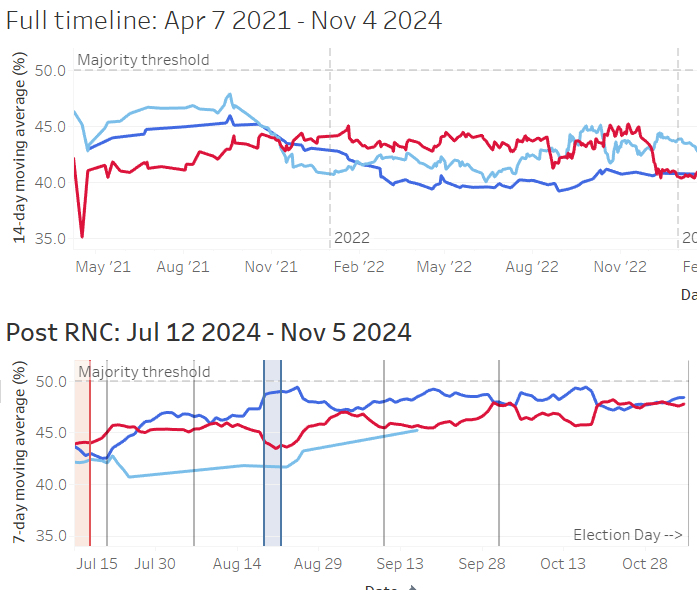 Full timeline: Apr 7 2021 - Nov 4 2024
14-day moving average (%)
Majority threshold
50.0
45.0
40.0
35.0
2022
20
May '21 Aug '21 Nov '21 Feb '22 May '22 Aug '22 Nov '22 Fe
Da
Post RNC: Jul 12 2024 - Nov 5 2024
7-day moving average (%)
Majority threshold
50.0
45.0
40.0
35.0
Election Day -->
Jul 15 Jul 30 Aug 14 Aug 29 Sep 13 Sep 28 Oct 13 Oct 28
Date